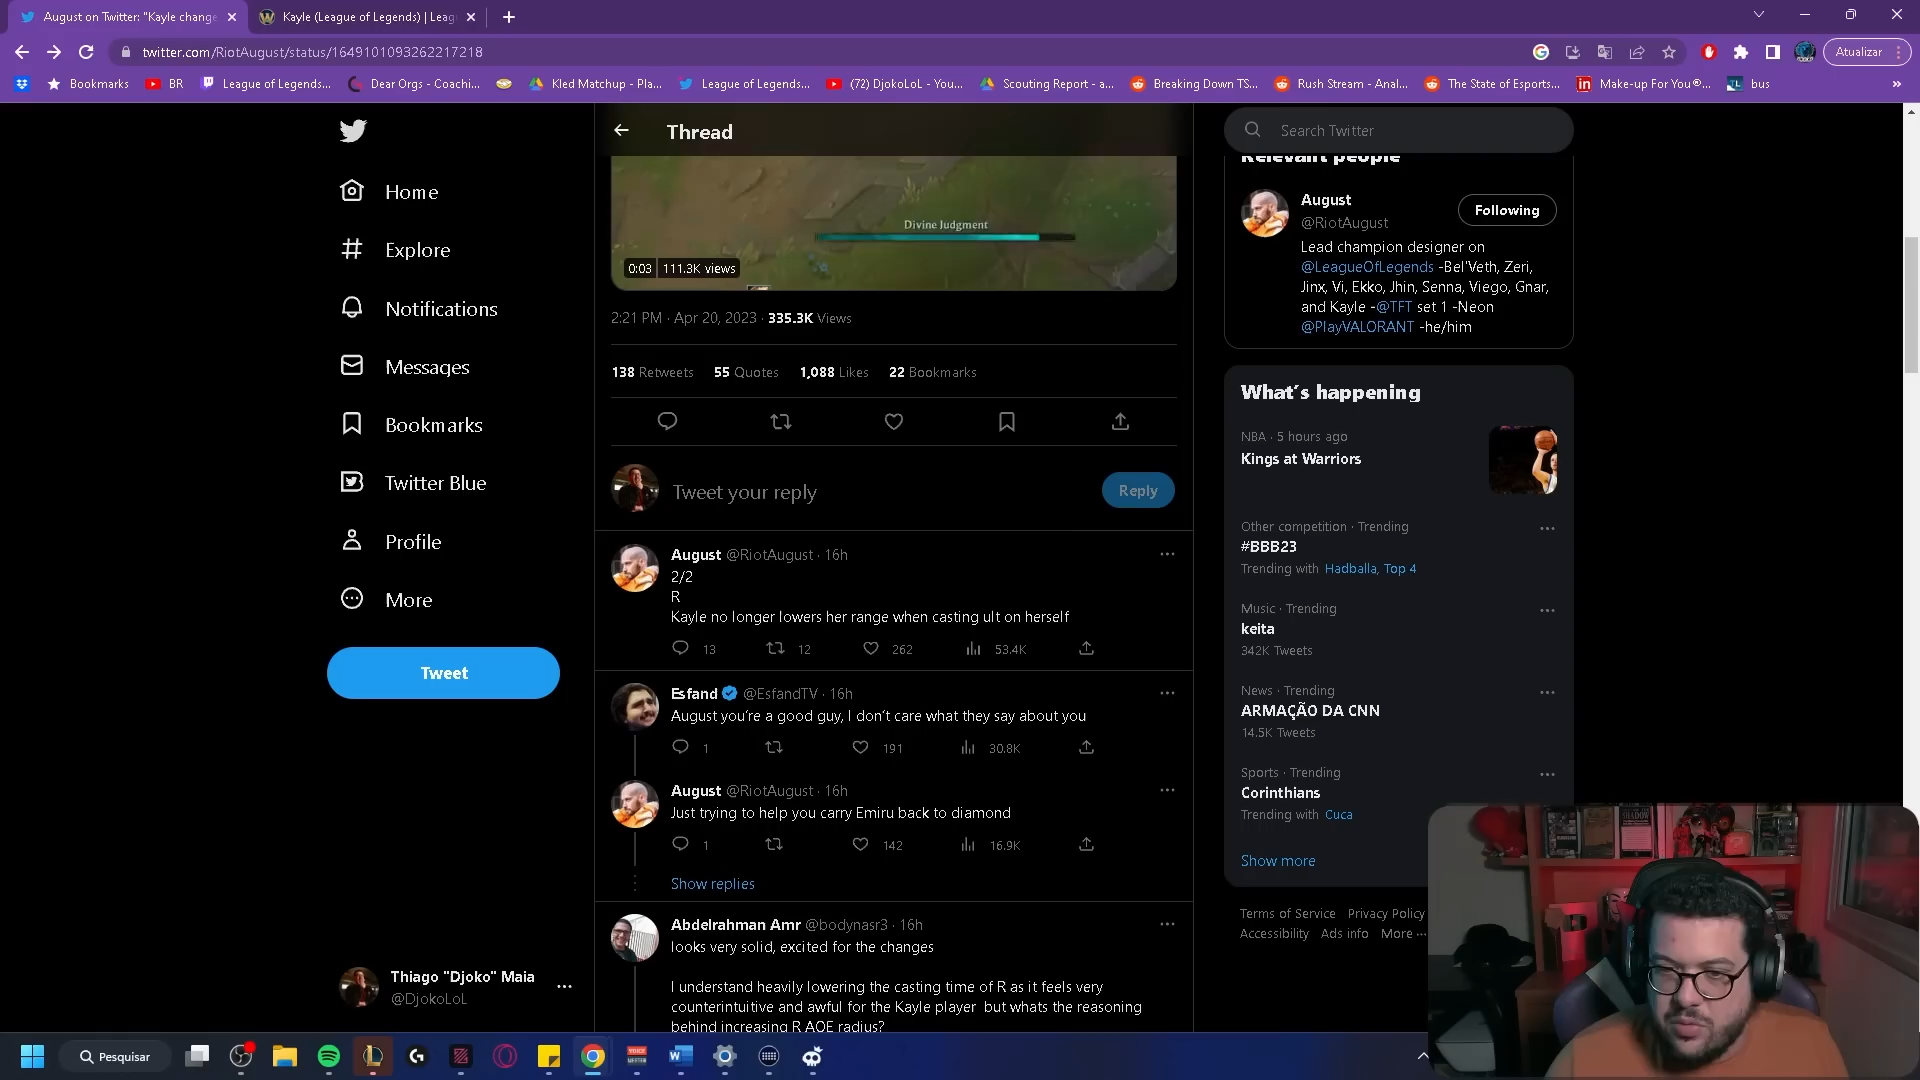 August on Twitter: "Kayle change
Kayle (League of Legends) | Leag
twitter.com/RiotAugust/status/1649101093262217218
Atualizar
Bookmarks
BR
League of Legends...
Dear Orgs - Coachi...
Kled Matchup - Pla...
League of Legends...
(72) DjokoLoL - You...
Scouting Report - a...
Breaking Down TS...
Rush Stream - Anal...
The State of Esports...
Make-up For You®...
bus
Home
Explore
Notifications
Messages
Bookmarks
Twitter Blue
Profile
More
Tweet
Thiago "Djoko" Maia
@DjokoLoL
Thread
Divine Judgment
0:03 111.3K views
2:21 PM · Apr 20, 2023 · 335.3K Views
138 Retweets 55 Quotes 1,088 Likes 22 Bookmarks
Tweet your reply
Reply
August @RiotAugust · 16h
2/2
R
Kayle no longer lowers her range when casting ult on herself
13 12 262 53.4K
Esfand @EsfandTV · 16h
August you're a good guy, I don't care what they say about you
1 191 30.8K
August @RiotAugust · 16h
Just trying to help you carry Emiru back to diamond
1 142 16.9K
Show replies
Abdelrahman Amr @bodynasr3 · 16h
looks very solid, excited for the changes
I understand heavily lowering the casting time of R as it feels very
counterintuitive and awful for the Kayle player but whats the reasoning
behind increasing R AOE radius?
Search Twitter
Relevant people
August
@RiotAugust
Following
Lead champion designer on
@LeagueOfLegends -Bel'Veth, Zeri,
Jinx, Vi, Ekko, Jhin, Senna, Viego, Gnar,
and Kayle -@TFT set 1 -Neon
@PlayVALORANT -he/him
What's happening
NBA · 5 hours ago
Kings at Warriors
Other competition · Trending
#BBB23
Trending with Hadballa, Top 4
Music · Trending
keita
342K Tweets
News · Trending
ARMAÇÃO DA CNN
14.5K Tweets
Sports · Trending
Corinthians
Trending with Cuca
Show more
Terms of Service Privacy Policy
Accessibility Ads info More ···
Pesquisar